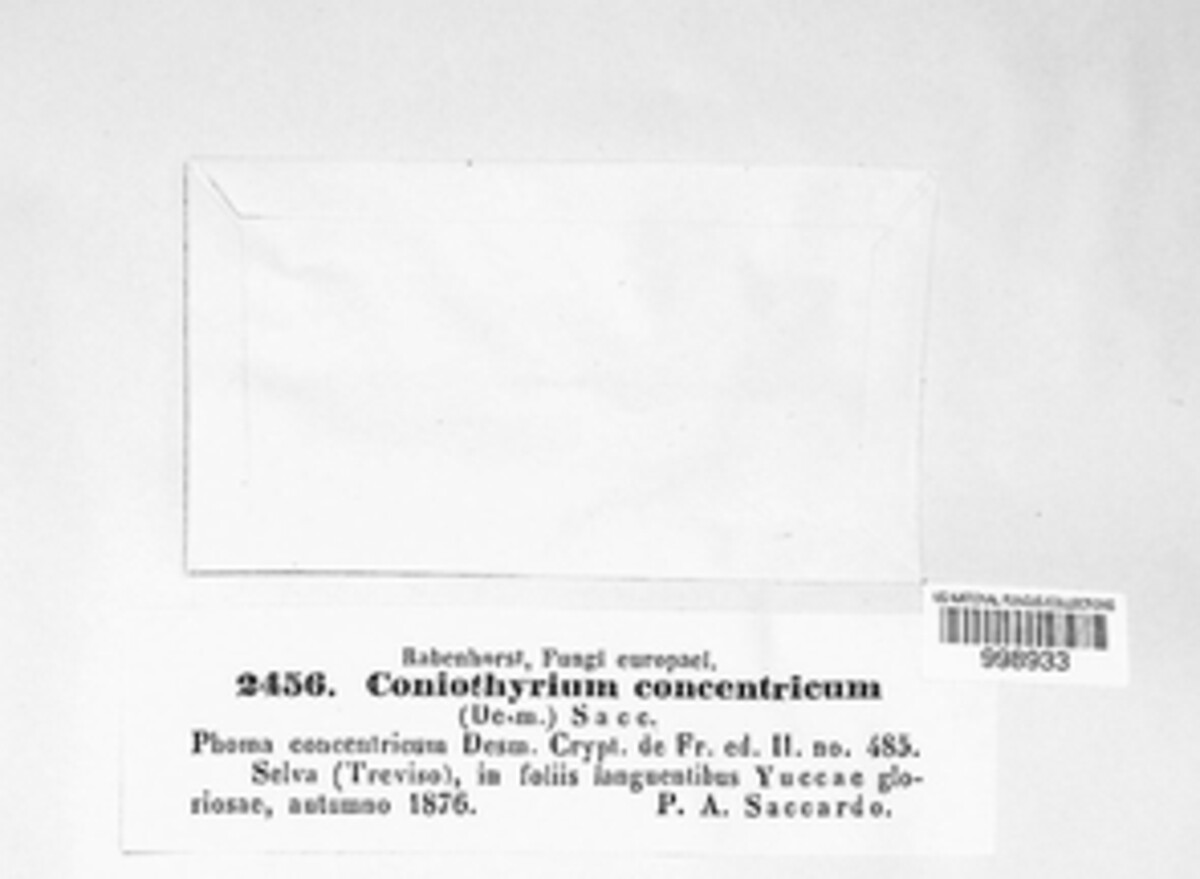 US NATIONAL FUNGUS COLLECTIONS
998933
Rabenhorst, Fungi europaei.
2456. Coniothyrium concentricum
(Desm.) Sacc.
Phoma concentricum Desm. Crypt. de Fr. ed. II. no. 485.
Selva (Treviso), in foliis languentibus Yuccae glo-
riosae, autumno 1876. P. A. Saccardo.